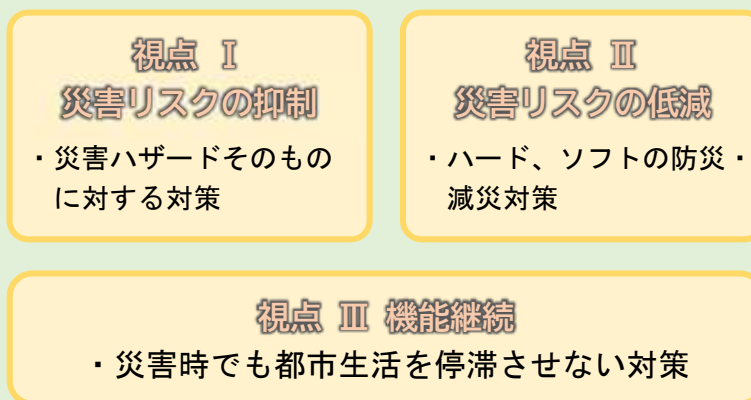 視点 Ⅰ
災害リスクの抑制
・災害ハザードそのもの
に対する対策
視点 Ⅱ
災害リスクの低減
・ハード、ソフトの防災・
減災対策
視点 Ⅲ 機能継続
・災害時でも都市生活を停滞させない対策